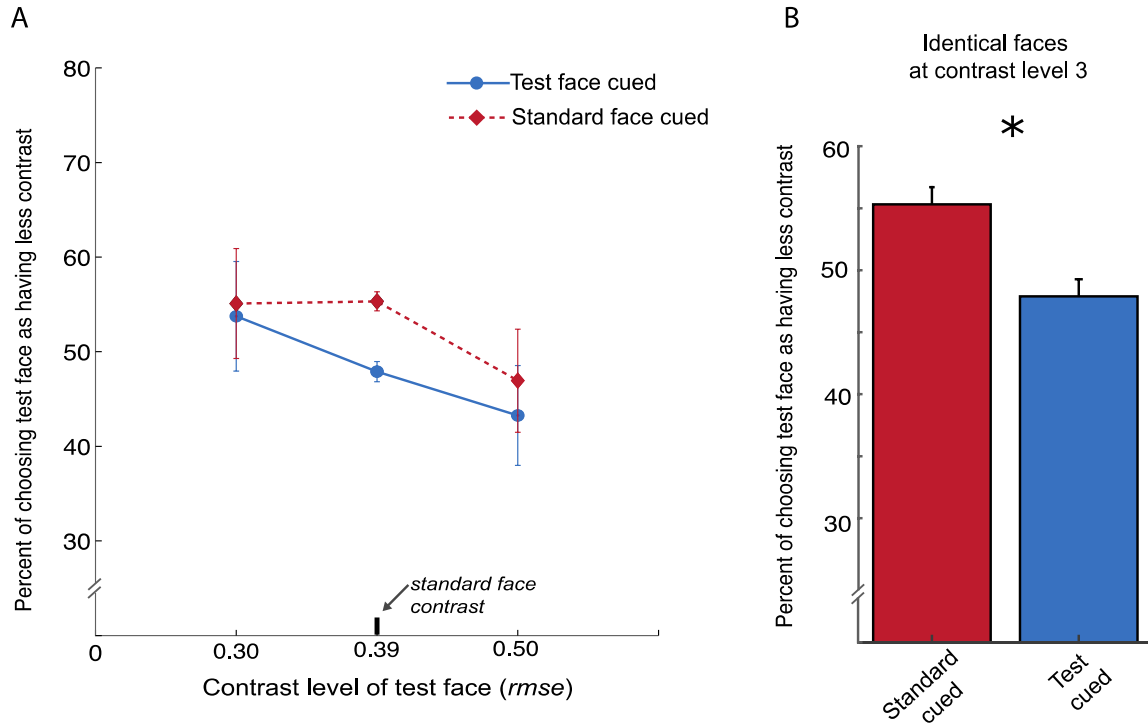 A
Percent of choosing test face as having less contrast
80
70
60
50
40
30
Test face cued
Standard face cued
standard face
contrast
0
0.30
0.39
0.50
Contrast level of test face (rmse)
B
Identical faces
at contrast level 3
*
Percent of choosing test face as having less contrast
60
50
40
30
Standard
cued
Test
cued